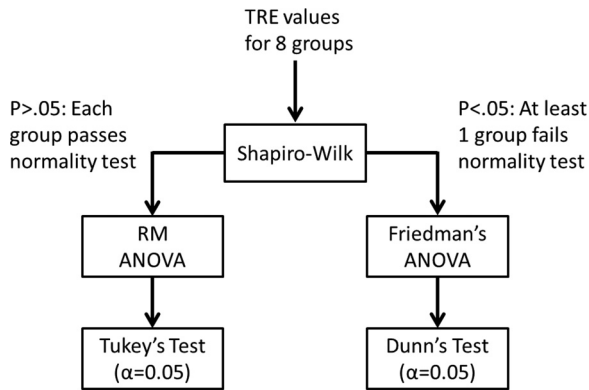 TRE values
for 8 groups
P>.05: Each
group passes
normality test
P<.05: At least
1 group fails
normality test
Shapiro-Wilk
RM
ANOVA
Friedman's
ANOVA
Tukey's Test
(α=0.05)
Dunn's Test
(α=0.05)